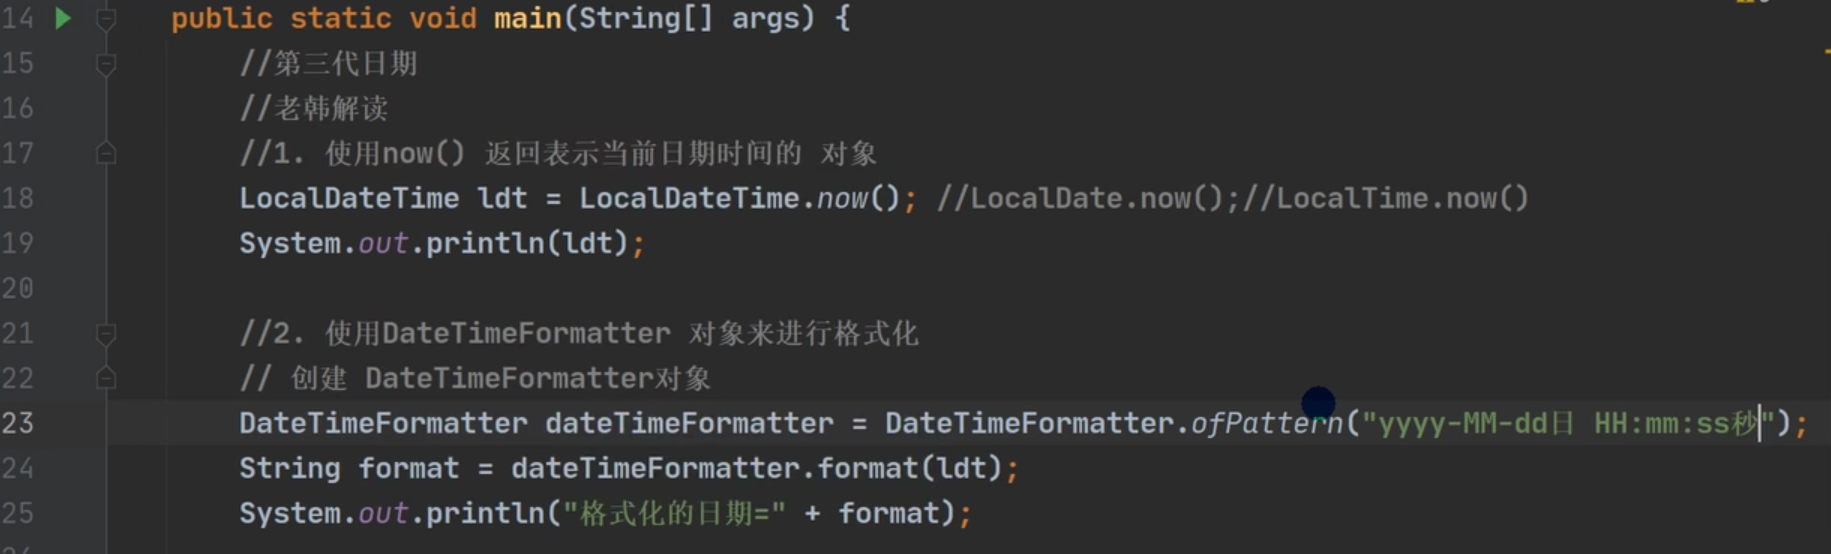 14 public static void main(String[] args) {
15 //第三代日期
16 //老韩解读
17 //1. 使用now() 返回表示当前日期时间的 对象
18 LocalDateTime ldt = LocalDateTime.now(); //LocalDate.now();//LocalTime.now()
19 System.out.println(ldt);
20
21 //2. 使用DateTimeFormatter 对象来进行格式化
22 // 创建 DateTimeFormatter对象
23 DateTimeFormatter dateTimeFormatter = DateTimeFormatter.ofPattern("yyyy-MM-dd日 HH:mm:ss秒");
24 String format = dateTimeFormatter.format(ldt);
25 System.out.println("格式化的日期=" + format);